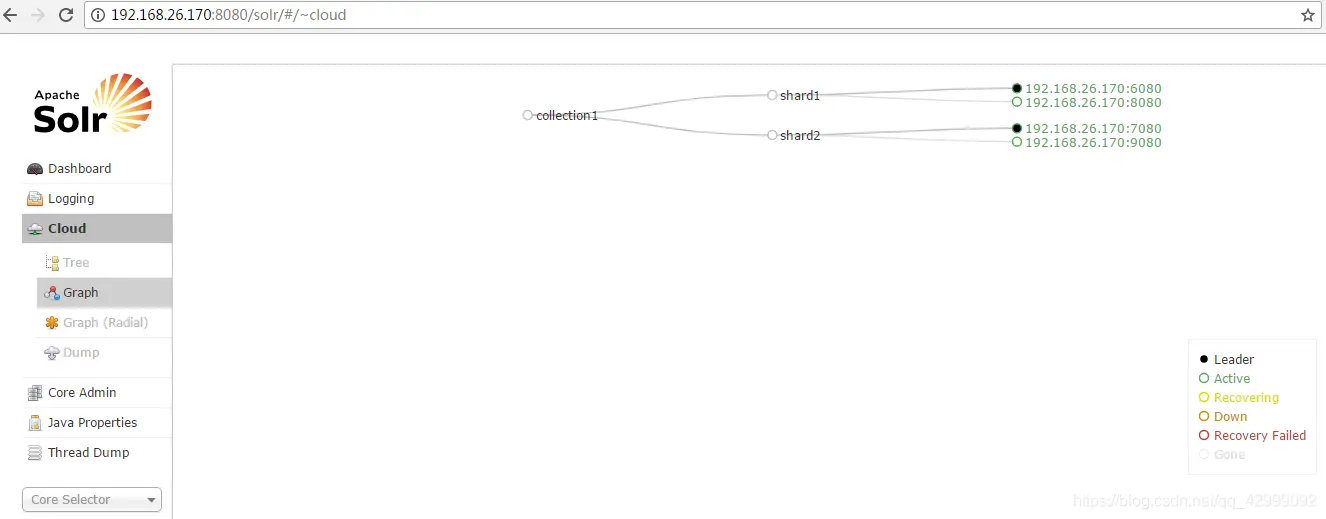 192.168.26.170:8080/solr/#/~cloud
Apache
Solr
Dashboard
Logging
Cloud
Tree
Graph
Graph (Radial)
Dump
Core Admin
Java Properties
Thread Dump
Core Selector
collection1
shard1
shard2
192.168.26.170:6080
192.168.26.170:8080
192.168.26.170:7080
192.168.26.170:9080
Leader
Active
Recovering
Down
Recovery Failed
Gone
https://blog.csdn.net/qq_42999092